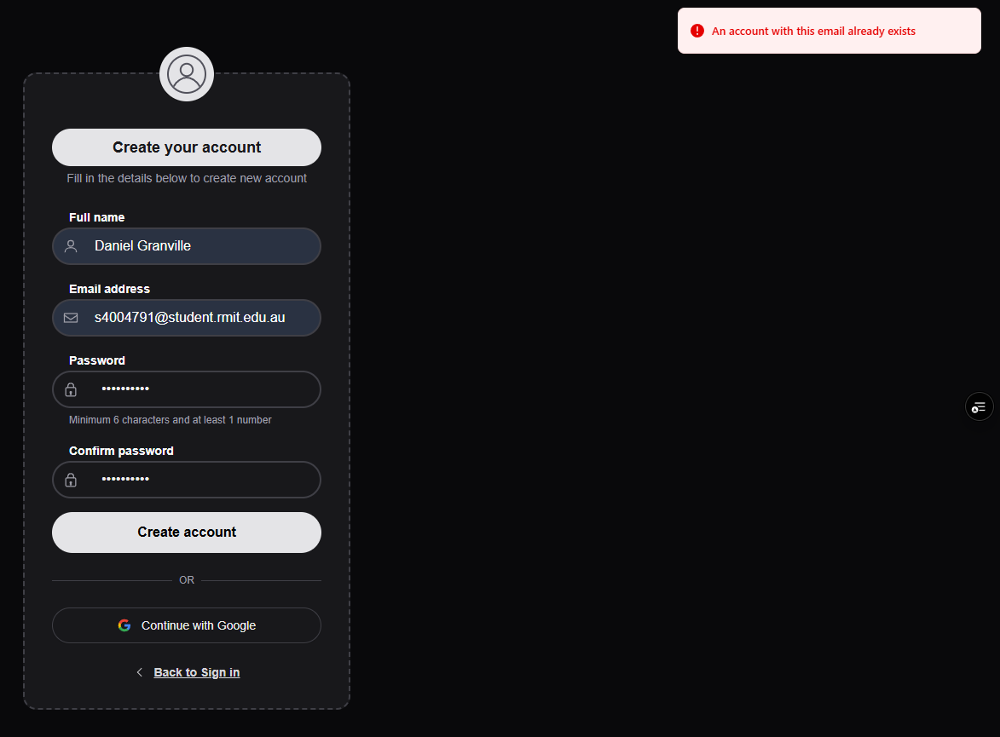 An account with this email already exists
Create your account
Fill in the details below to create new account
Full name
Daniel Granville
Email address
s4004791@student.rmit.edu.au
Password
••••••••••
Minimum 6 characters and at least 1 number
Confirm password
••••••••••
Create account
OR
Continue with Google
Back to Sign in